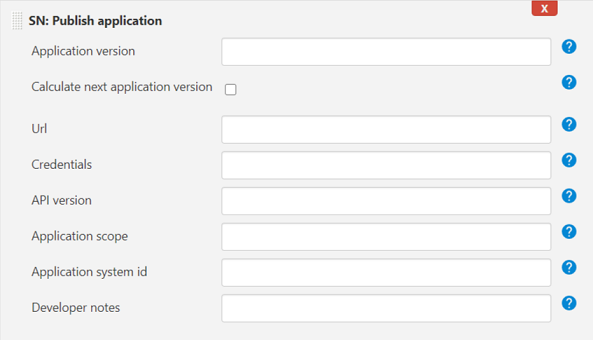 X
SN: Publish application
Application version ?
Calculate next application version ?
Url ?
Credentials ?
API version ?
Application scope ?
Application system id ?
Developer notes ?